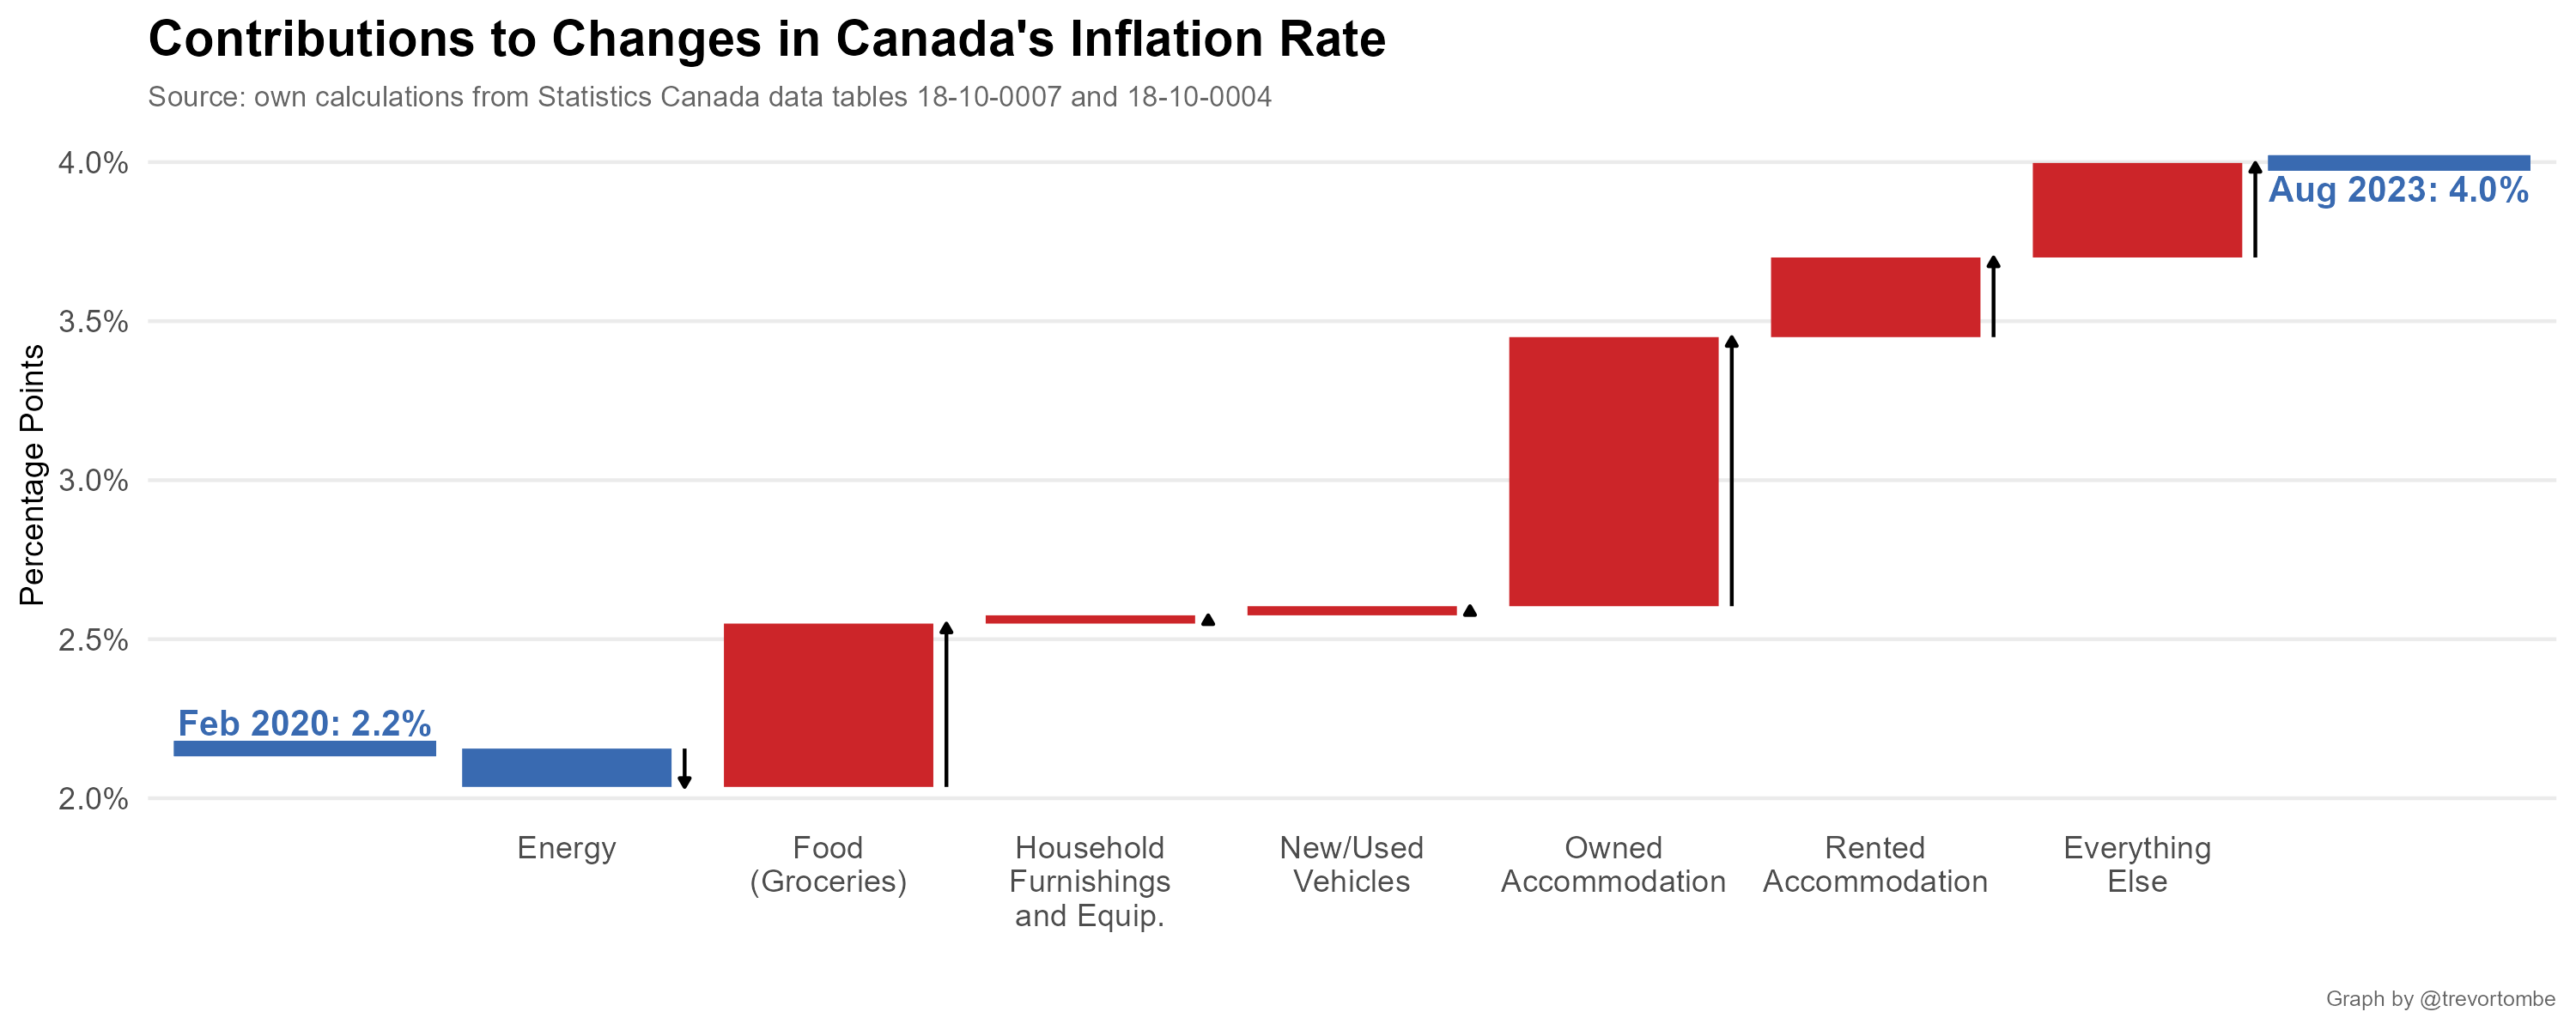 Contributions to Changes in Canada's Inflation Rate
Source: own calculations from Statistics Canada data tables 18-10-0007 and 18-10-0004
Percentage Points
4.0%
3.5%
3.0%
2.5%
2.0%
Feb 2020: 2.2%
Aug 2023: 4.0%
Energy
Food
(Groceries)
Household
Furnishings
and Equip.
New/Used
Vehicles
Owned
Accommodation
Rented
Accommodation
Everything
Else
Graph by @trevortombe